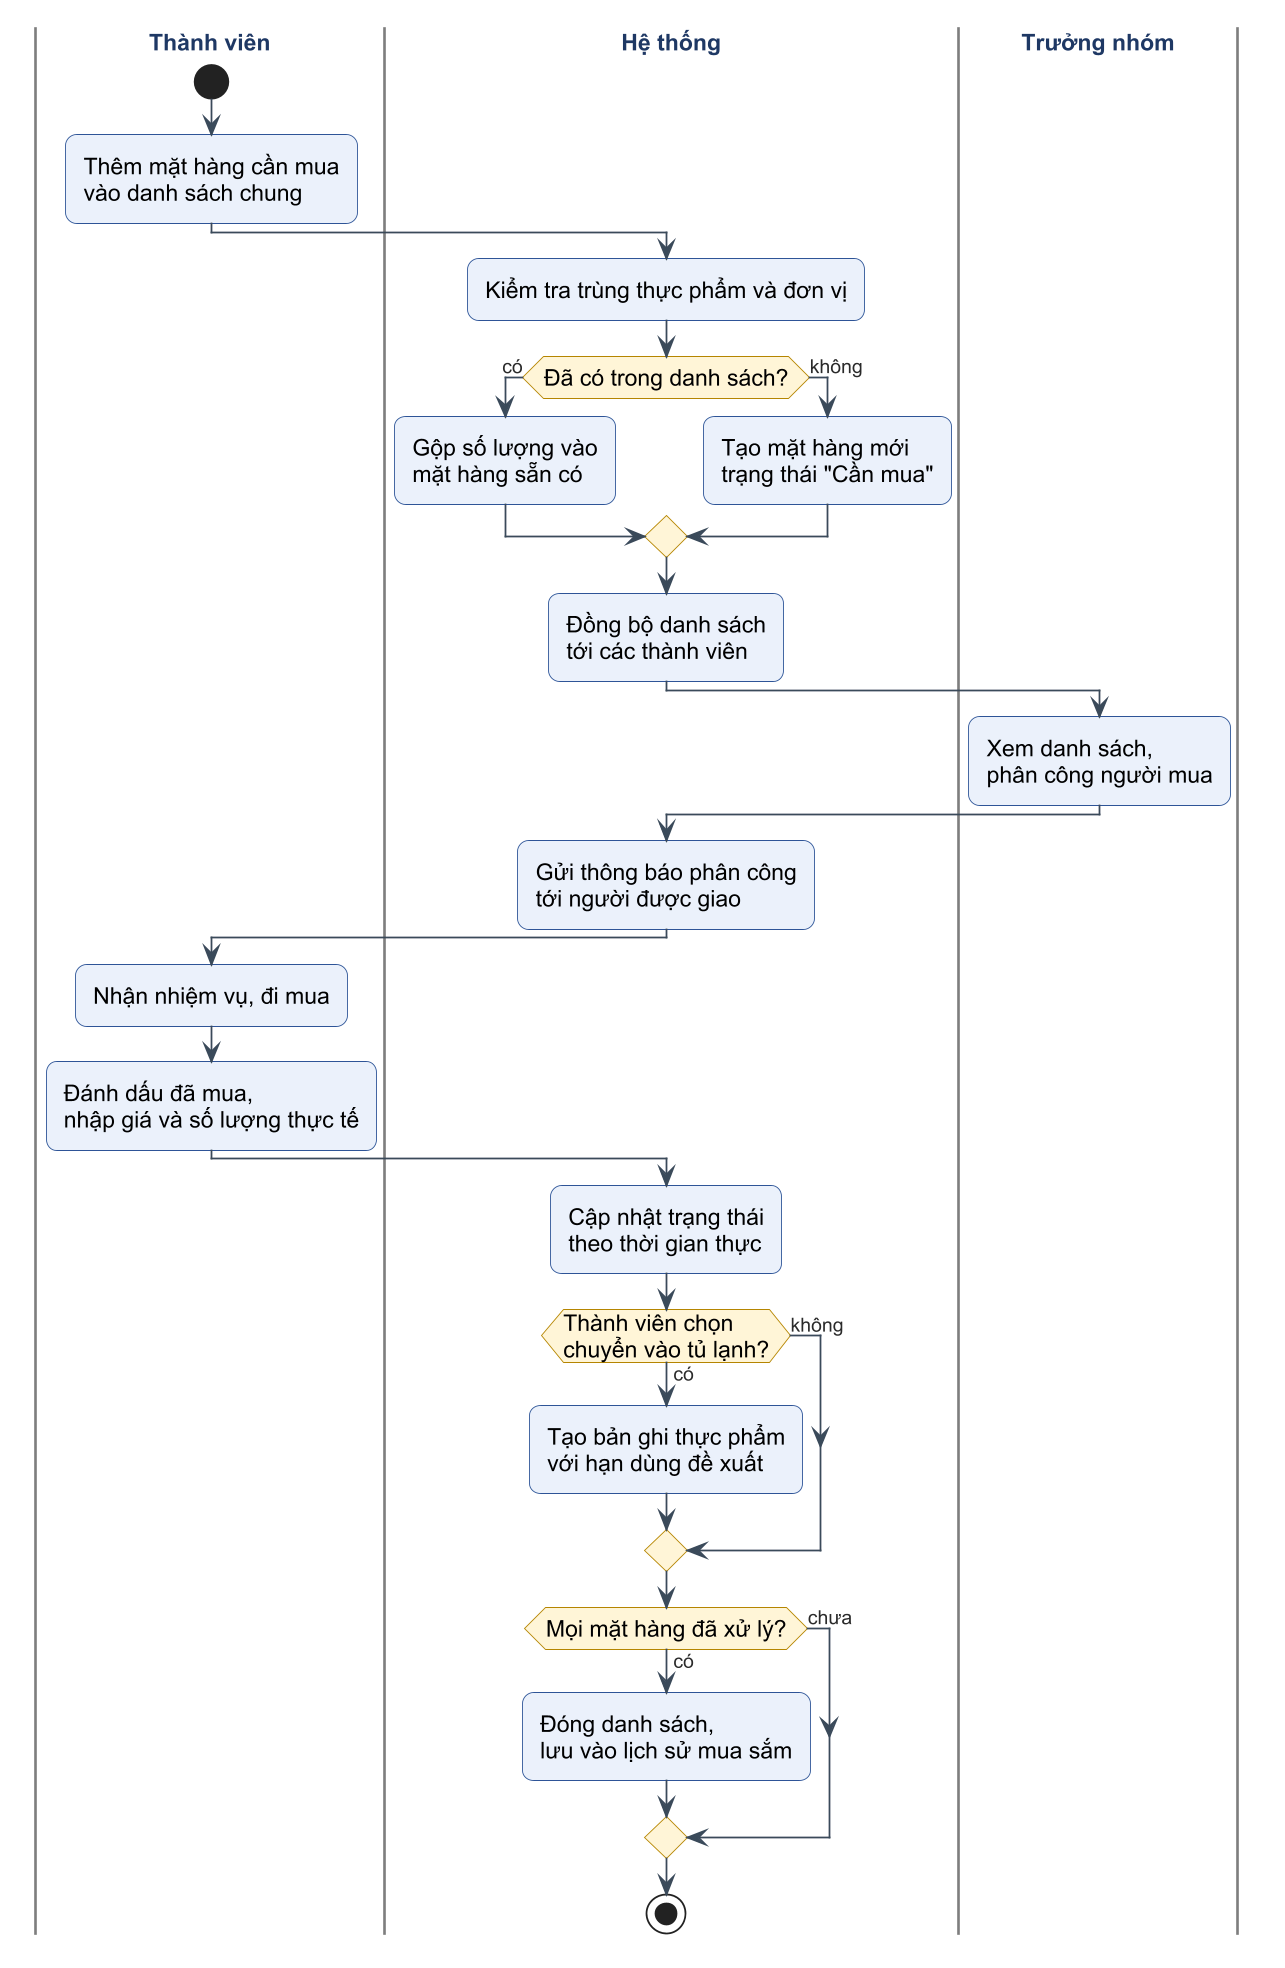 Thành viên
Hệ thống
Trưởng nhóm
Thêm mặt hàng cần mua
vào danh sách chung
Kiểm tra trùng thực phẩm và đơn vị
có
Đã có trong danh sách?
không
Gộp số lượng vào
mặt hàng sẵn có
Tạo mặt hàng mới
trạng thái "Cần mua"
Đồng bộ danh sách
tới các thành viên
Xem danh sách,
phân công người mua
Gửi thông báo phân công
tới người được giao
Nhận nhiệm vụ, đi mua
Đánh dấu đã mua,
nhập giá và số lượng thực tế
Cập nhật trạng thái
theo thời gian thực
Thành viên chọn
chuyển vào tủ lạnh?
không
có
Tạo bản ghi thực phẩm
với hạn dùng đề xuất
Mọi mặt hàng đã xử lý?
chưa
có
Đóng danh sách,
lưu vào lịch sử mua sắm